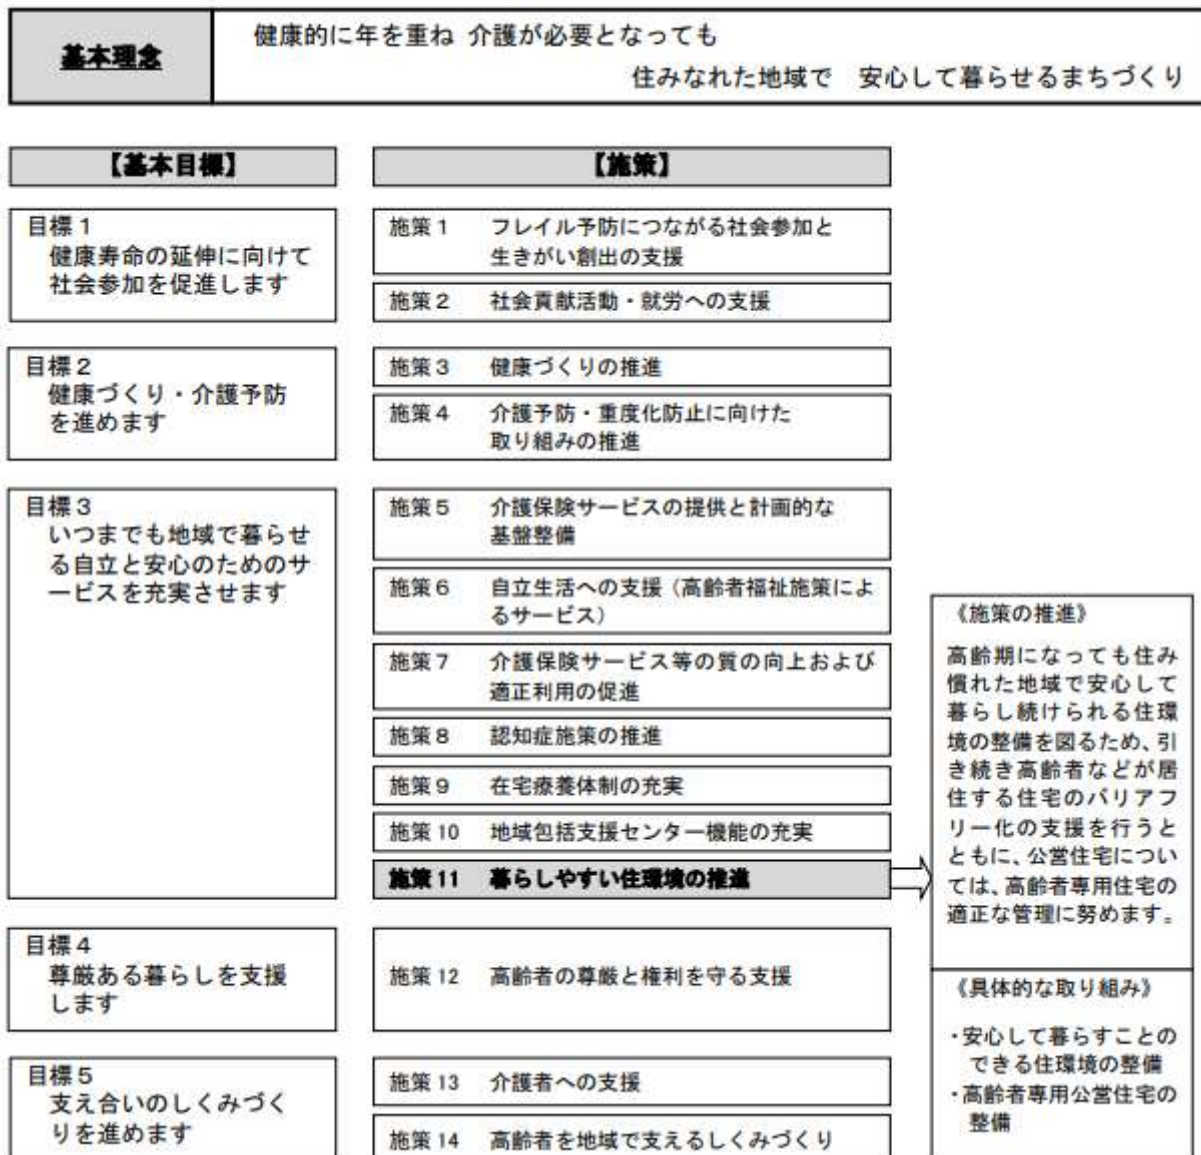 基本理念
健康的に年を重ね 介護が必要となっても
住みなれた地域で 安心して暮らせるまちづくり
【基本目標】
【施策】
目標１
健康寿命の延伸に向けて
社会参加を促進します
施策１ フレイル予防につながる社会参加と
生きがい創出の支援
施策２ 社会貢献活動・就労への支援
目標２
健康づくり・介護予防
を進めます
施策３ 健康づくりの推進
施策４ 介護予防・重度化防止に向けた
取り組みの推進
目標３
いつまでも地域で暮らせ
る自立と安心のためのサ
ービスを充実させます
施策５ 介護保険サービスの提供と計画的な
基盤整備
施策６ 自立生活への支援（高齢者福祉施策によ
るサービス）
施策７ 介護保険サービス等の質の向上および
適正利用の促進
施策８ 認知症施策の推進
施策９ 在宅療養体制の充実
施策 10 地域包括支援センター機能の充実
施策 11 暮らしやすい住環境の推進
《施策の推進》
高齢期になっても住み
慣れた地域で安心して
暮らし続けられる住環
境の整備を図るため、引
き続き高齢者などが居
住する住宅のバリアフ
リー化の支援を行うと
ともに、公営住宅につい
ては、高齢者専用住宅の
適正な管理に努めます。
《具体的な取り組み》
・安心して暮らすことの
できる住環境の整備
・高齢者専用公営住宅の
整備
目標４
尊厳ある暮らしを支援
します
施策 12 高齢者の尊厳と権利を守る支援
目標５
支え合いのしくみづく
りを進めます
施策 13 介護者への支援
施策 14 高齢者を地域で支えるしくみづくり